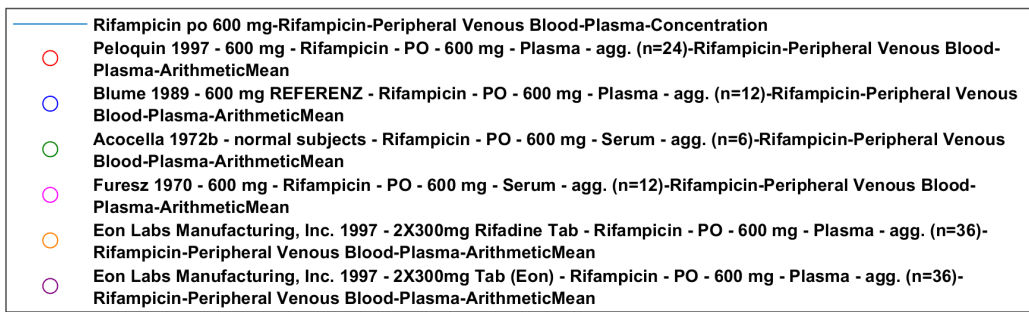 Rifampicin po 600 mg-Rifampicin-Peripheral Venous Blood-Plasma-Concentration
Peloquin 1997 - 600 mg - Rifampicin - PO - 600 mg - Plasma - agg. (n=24)-Rifampicin-Peripheral Venous Blood-
Plasma-ArithmeticMean
Blume 1989 - 600 mg REFERENZ - Rifampicin - PO - 600 mg - Plasma - agg. (n=12)-Rifampicin-Peripheral Venous
Blood-Plasma-ArithmeticMean
Acocella 1972b - normal subjects - Rifampicin - PO - 600 mg - Serum - agg. (n=6)-Rifampicin-Peripheral Venous
Blood-Plasma-ArithmeticMean
Furesz 1970 - 600 mg - Rifampicin - PO - 600 mg - Serum - agg. (n=12)-Rifampicin-Peripheral Venous Blood-
Plasma-ArithmeticMean
Eon Labs Manufacturing, Inc. 1997 - 2X300mg Rifadine Tab - Rifampicin - PO - 600 mg - Plasma - agg. (n=36)-
Rifampicin-Peripheral Venous Blood-Plasma-ArithmeticMean
Eon Labs Manufacturing, Inc. 1997 - 2X300mg Tab (Eon) - Rifampicin - PO - 600 mg - Plasma - agg. (n=36)-
Rifampicin-Peripheral Venous Blood-Plasma-ArithmeticMean